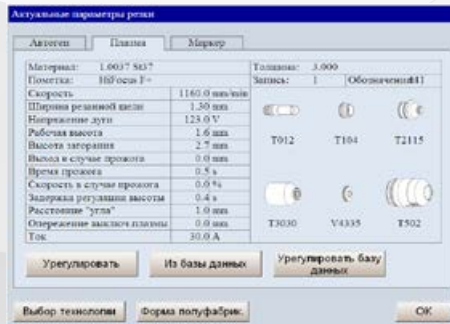 Актуальные параметры резки
Автоген Плазма Маркер
Материал: 1.0037 St37 Толщина: 3.000
Пометка: HiFocus F+ Запись: 1 Обозначение
Скорость 1160.0 mm/min
Ширина резанной щели 1.30 mm
Напряжение дуги 123.0 V
Рабочая высота 1.6 mm
Высота загорания 2.7 mm
Выход в случае прожога 0.0 mm
Время прожога 0.5 s
Скорость в случае прожога 0.0 %
Задержка регуляции высоты 0.4 s
Расстояние "угла" 1.0 mm
Опережение выключ плазмы 0.0 mm
Ток 30.0 A
T012 T104 T2115
T3030 V4335 T502
Урегулировать Из базы данных Урегулировать базу
данных
Выбор технологии Форма полуфабрик. OK